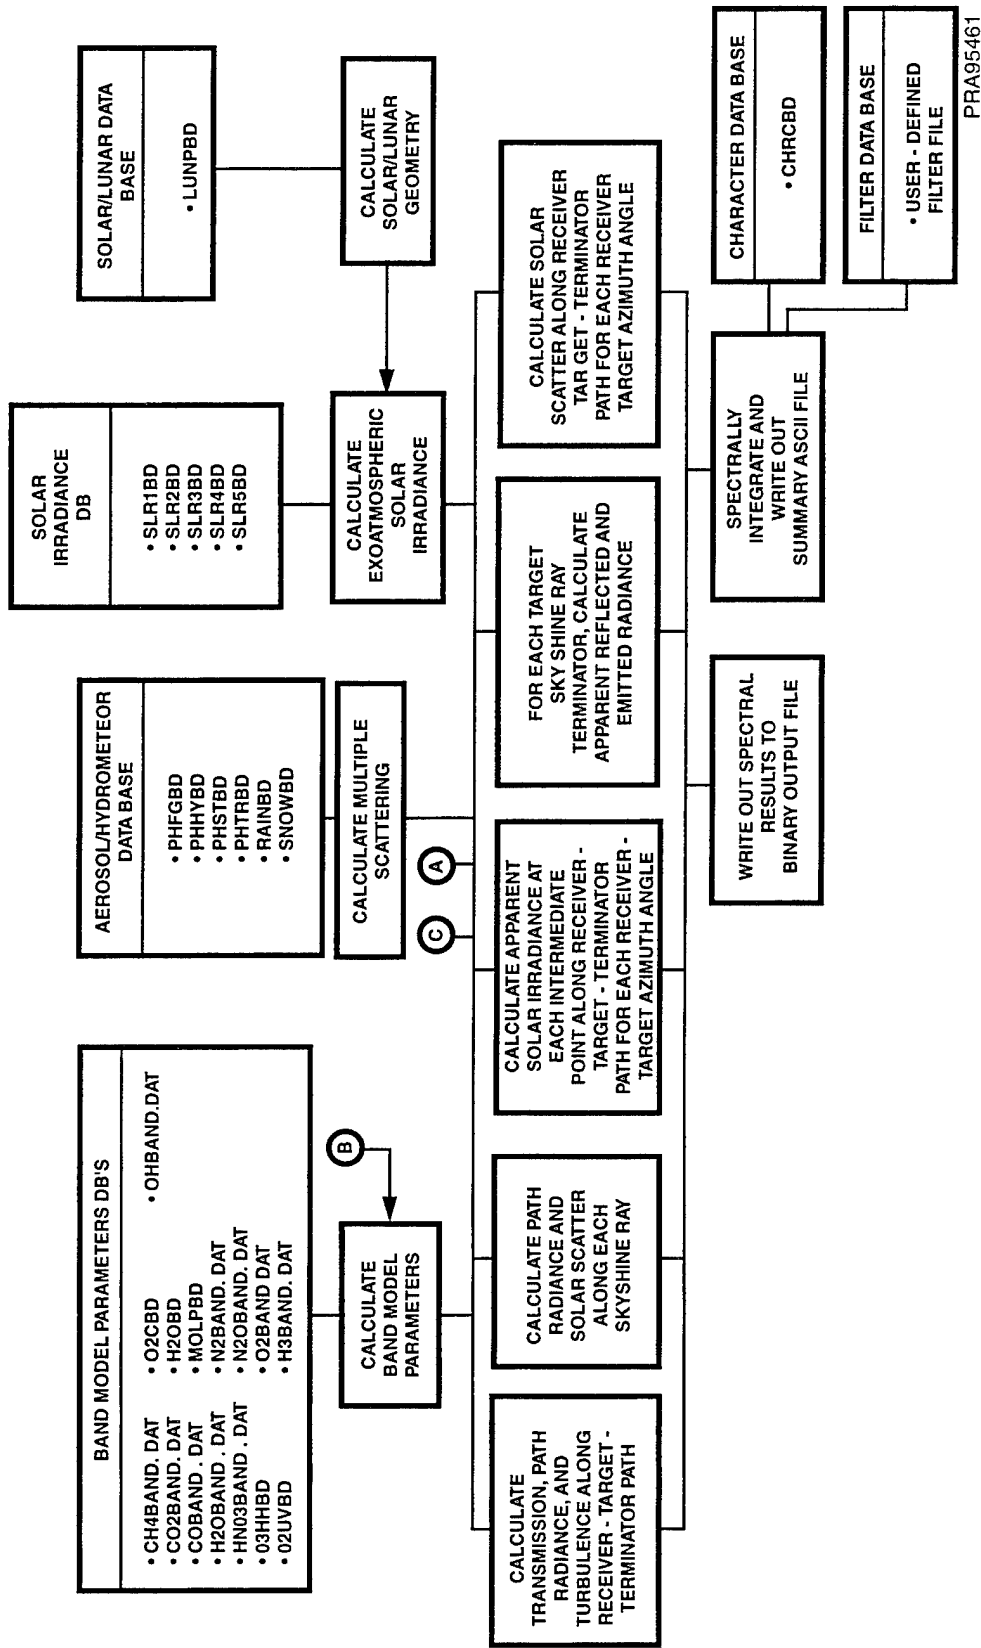 BAND MODEL PARAMETERS DB'S
• CH4BAND. DAT
• CO2BAND. DAT
• COBAND . DAT
• H2OBAND . DAT
• HN03BAND . DAT
• 03HHBD
• 02UVBD
• O2CBD
• H2OBD
• MOLPBD
• N2BAND. DAT
• N2OBAND. DAT
• O2BAND DAT
• H3BAND. DAT
• OHBAND.DAT
AEROSOL/HYDROMETEOR
DATA BASE
• PHFGBD
• PHHYBD
• PHSTBD
• PHTRBD
• RAINBD
• SNOWBD
SOLAR
IRRADIANCE
DB
• SLR1BD
• SLR2BD
• SLR3BD
• SLR4BD
• SLR5BD
SOLAR/LUNAR DATA
BASE
• LUNPBD
CALCULATE
BAND MODEL
PARAMETERS
B
C
A
CALCULATE MULTIPLE
SCATTERING
CALCULATE
EXOATMOSPHERIC
SOLAR
IRRADIANCE
CALCULATE
SOLAR/LUNAR
GEOMETRY
CALCULATE
TRANSMISSION, PATH
RADIANCE, AND
TURBULENCE ALONG
RECEIVER - TARGET -
TERMINATOR PATH
CALCULATE PATH
RADIANCE AND
SOLAR SCATTER
ALONG EACH
SKYSHINE RAY
CALCULATE APPARENT
SOLAR IRRADIANCE AT
EACH INTERMEDIATE
POINT ALONG RECEIVER -
TARGET - TERMINATOR
PATH FOR EACH RECEIVER -
TARGET AZIMUTH ANGLE
FOR EACH TARGET
SKY SHINE RAY
TERMINATOR, CALCULATE
APPARENT REFLECTED AND
EMITTED RADIANCE
CALCULATE SOLAR
SCATTER ALONG RECEIVER
TAR GET - TERMINATOR
PATH FOR EACH RECEIVER
TARGET AZIMUTH ANGLE
WRITE OUT SPECTRAL
RESULTS TO
BINARY OUTPUT FILE
SPECTRALLY
INTEGRATE AND
WRITE OUT
SUMMARY ASCII FILE
CHARACTER DATA BASE
• CHRCBD
FILTER DATA BASE
• USER - DEFINED
FILTER FILE
PRA95461